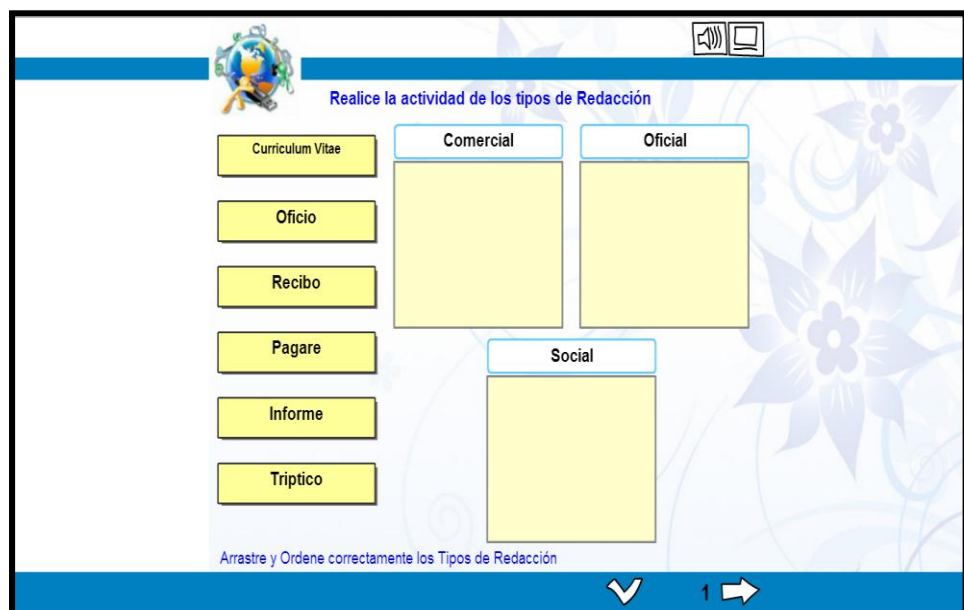 Realice la actividad de los tipos de Redacción
Curriculum Vitae
Oficio
Recibo
Pagare
Informe
Triptico
Comercial
Oficial
Social
Arrastre y Ordene correctamente los Tipos de Redacción
1